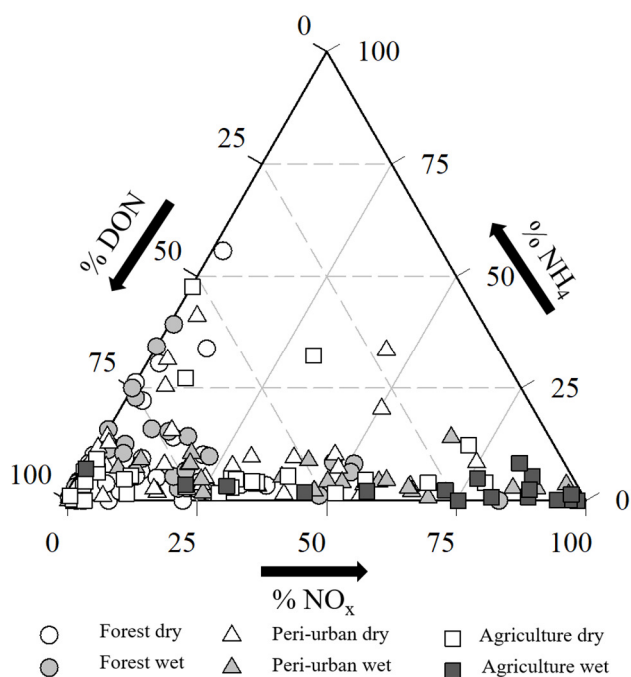 0
100
25
75
% DON
% NH4
50
50
75
25
100
0
0
25
50
75
100
% NOx
Forest dry
Peri-urban dry
Agriculture dry
Forest wet
Peri-urban wet
Agriculture wet